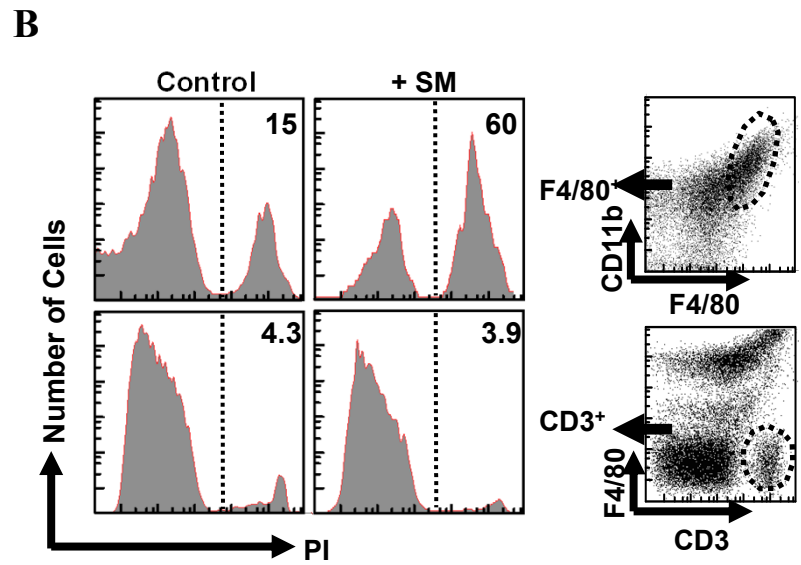 B
Control
+ SM
15
60
F4/80+
CD11b
F4/80
Number of Cells
4.3
3.9
CD3+
F4/80
CD3
PI